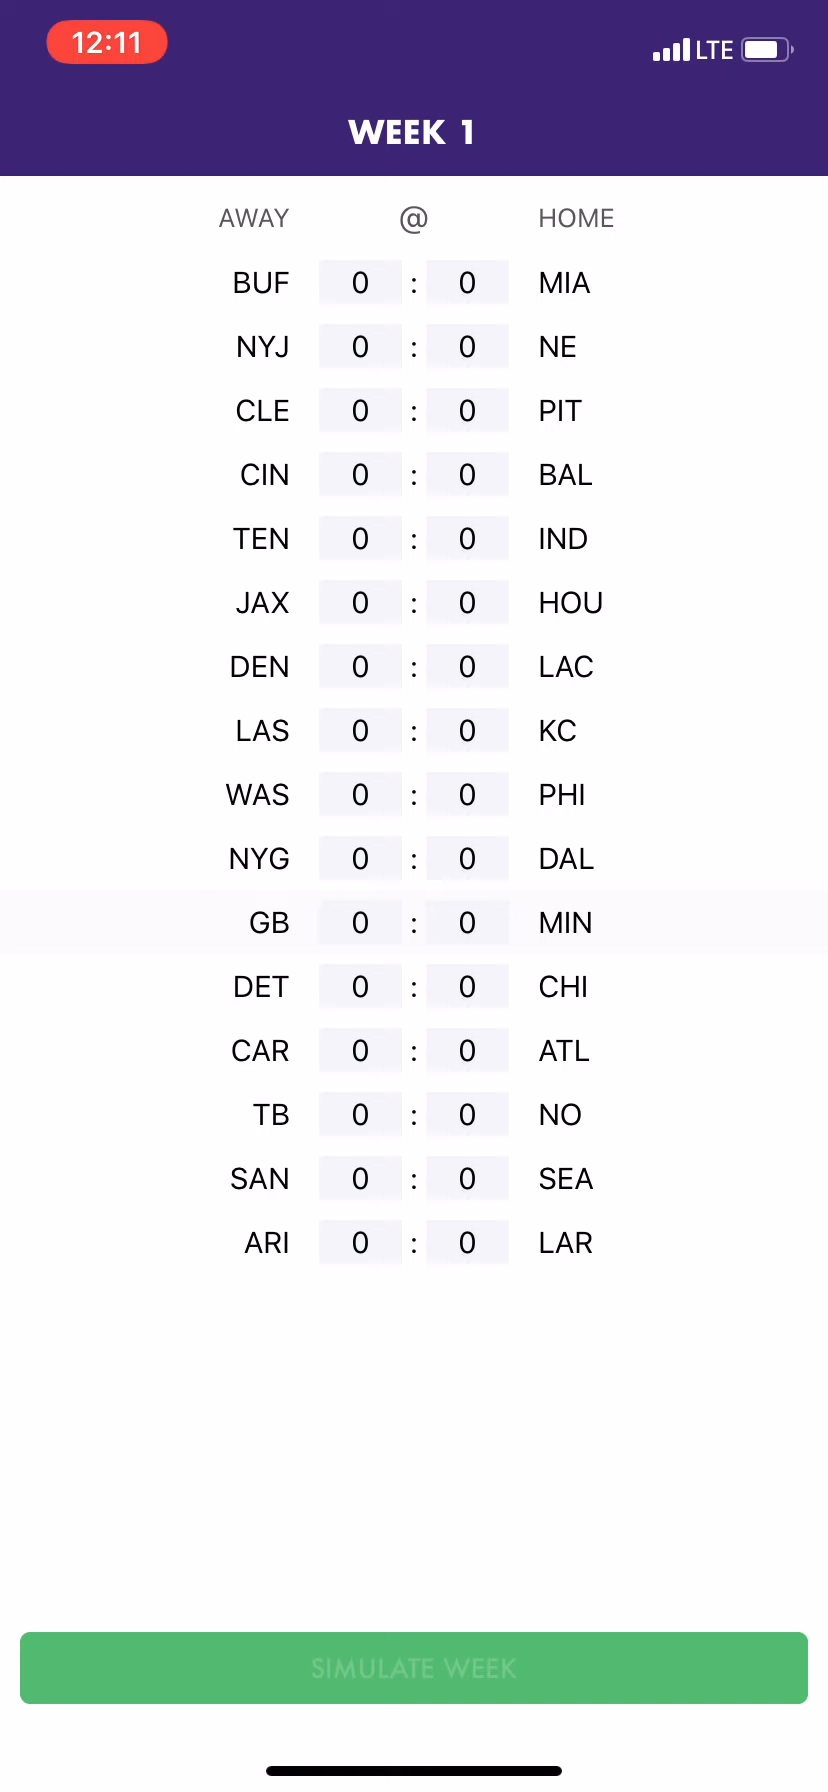 12:11 LTE
WEEK 1
AWAY @ HOME
BUF 0 : 0 MIA
NYJ 0 : 0 NE
CLE 0 : 0 PIT
CIN 0 : 0 BAL
TEN 0 : 0 IND
JAX 0 : 0 HOU
DEN 0 : 0 LAC
LAS 0 : 0 KC
WAS 0 : 0 PHI
NYG 0 : 0 DAL
GB 0 : 0 MIN
DET 0 : 0 CHI
CAR 0 : 0 ATL
TB 0 : 0 NO
SAN 0 : 0 SEA
ARI 0 : 0 LAR
SIMULATE WEEK